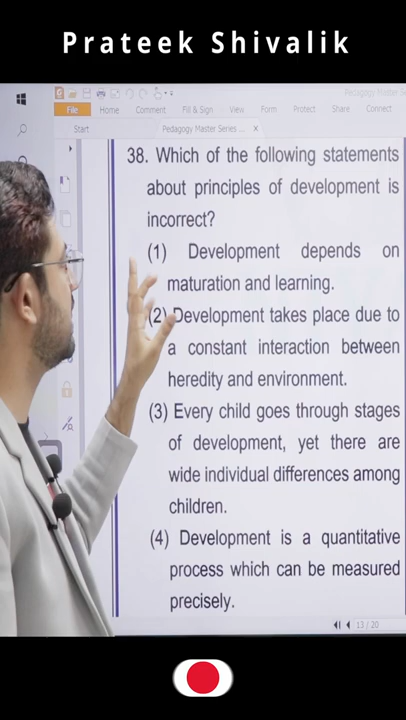 Prateek Shivalik
Pedagogy Master Se
File Home Comment Fill & Sign View Form Protect Share Connect
Start Pedagogy Master Series ... ×
38. Which of the following statements
about principles of development is
incorrect?
(1) Development depends on
maturation and learning.
(2) Development takes place due to
a constant interaction between
heredity and environment.
(3) Every child goes through stages
of development, yet there are
wide individual differences among
children.
(4) Development is a quantitative
process which can be measured
precisely.
13 / 20